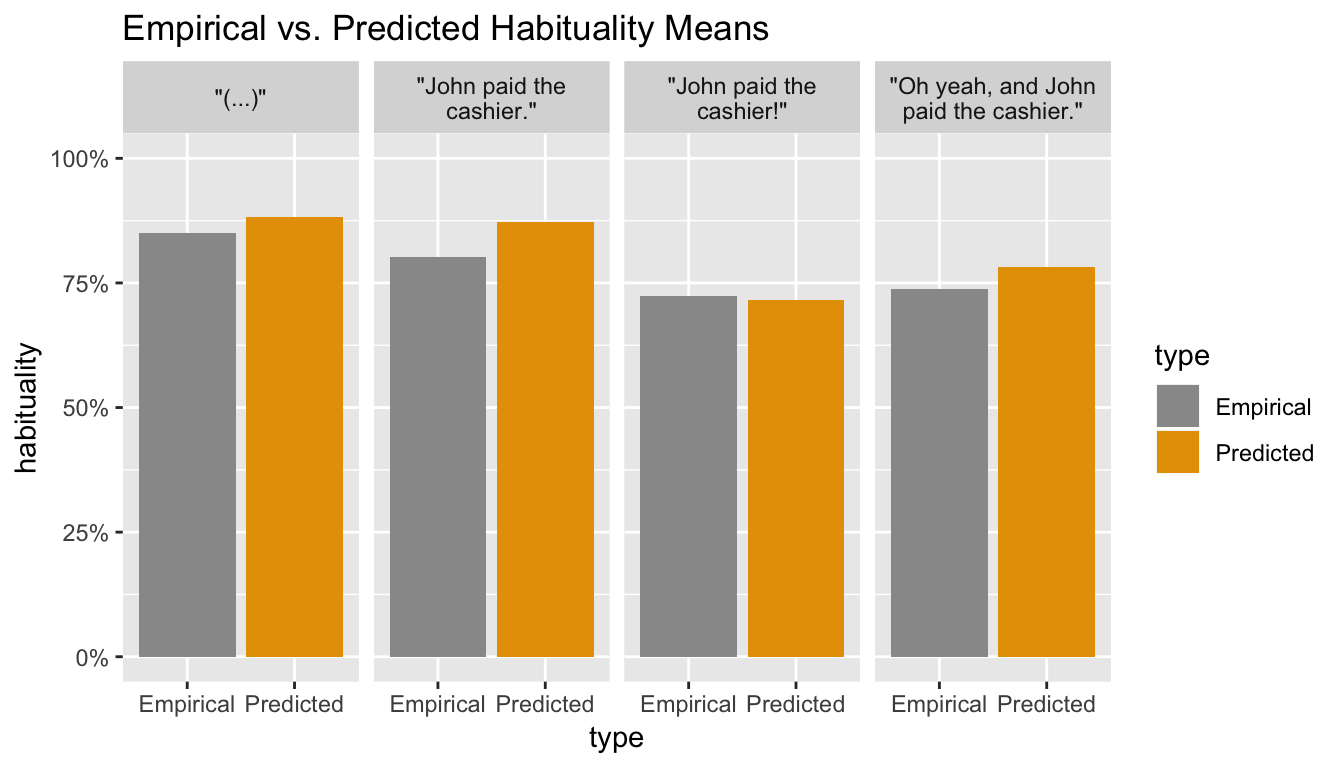 Empirical vs. Predicted Habituality Means
"(...)"
"John paid the
cashier."
"John paid the
cashier!"
"Oh yeah, and John
paid the cashier."
100%
75%
50%
25%
0%
habituality
Empirical Predicted
Empirical Predicted
Empirical Predicted
Empirical Predicted
type
type
Empirical
Predicted